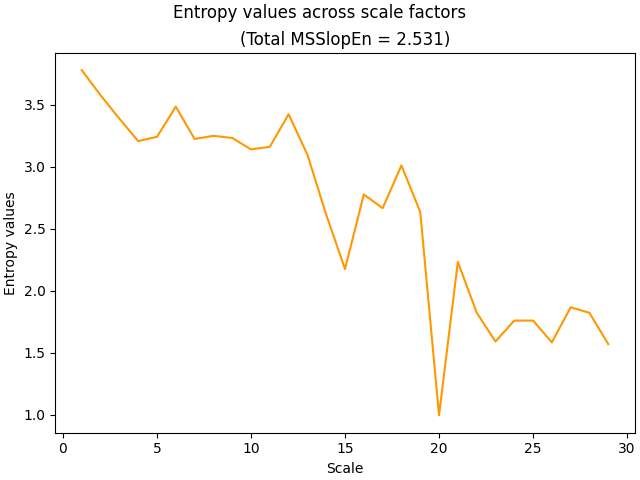 Entropy values across scale factors
(Total MSSlopEn = 2.531)
Entropy values
3.5
3.0
2.5
2.0
1.5
1.0
0 5 10 15 20 25 30
Scale